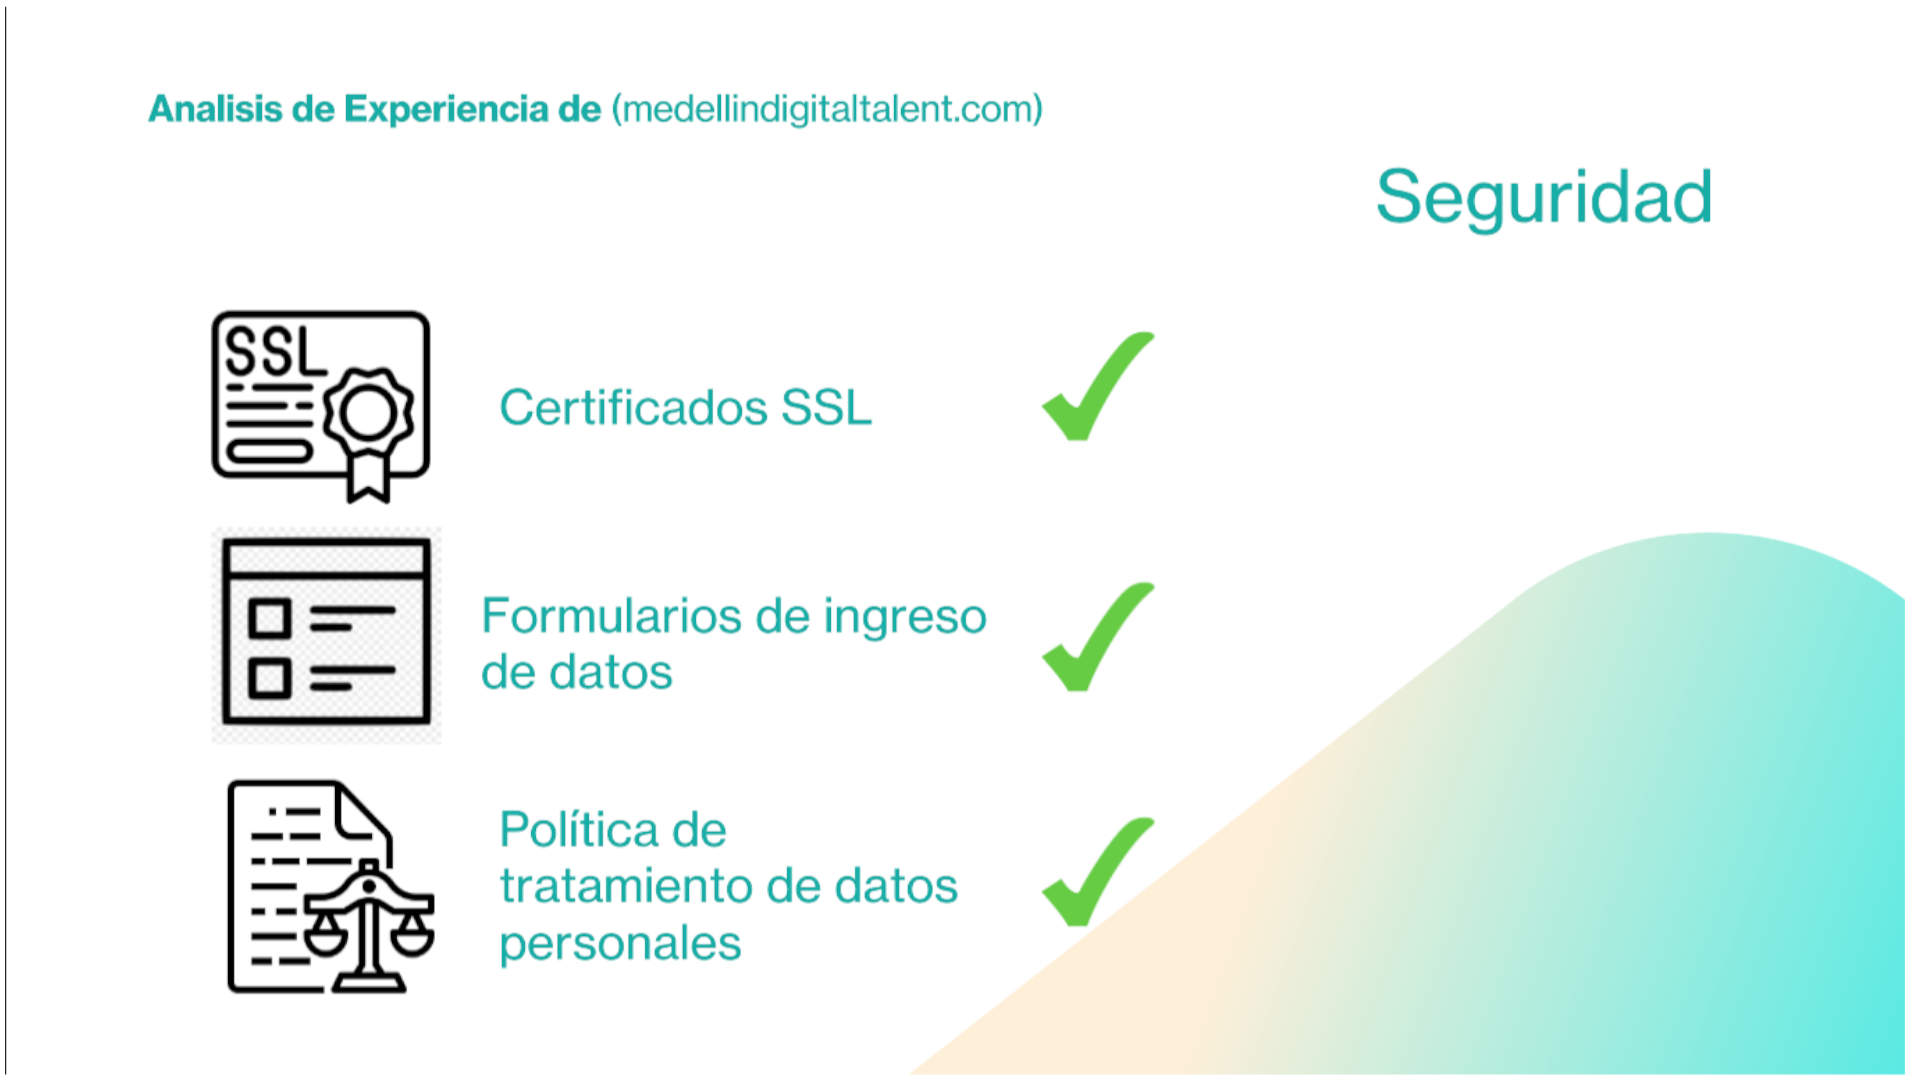 Analisis de Experiencia de (medellindigitaltalent.com)
Seguridad
SSL
Certificados SSL
Formularios de ingreso
de datos
Política de
tratamiento de datos
personales